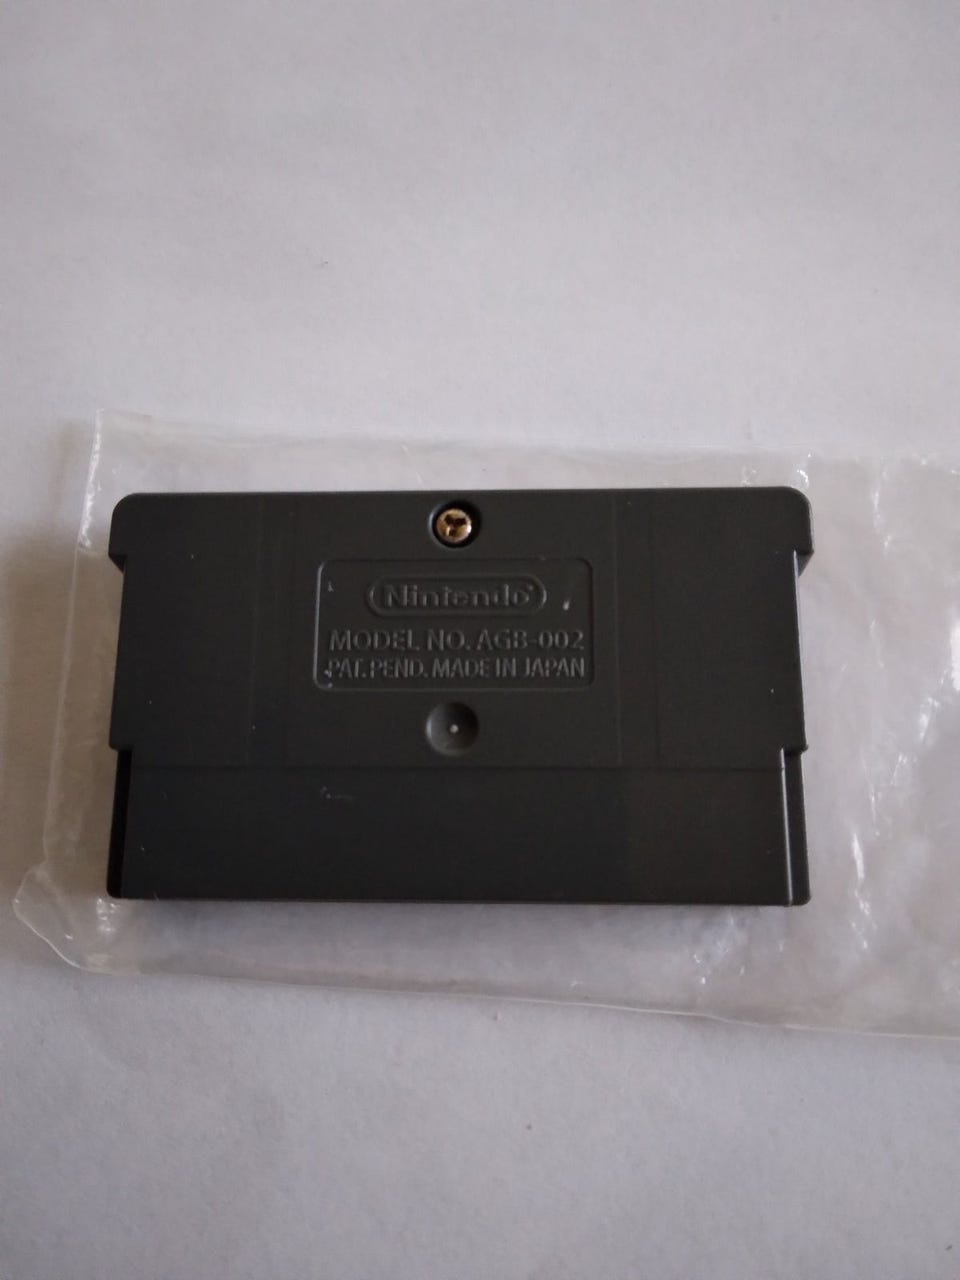 Nintendo
MODEL NO. AGB-002
PAT. PEND. MADE IN JAPAN